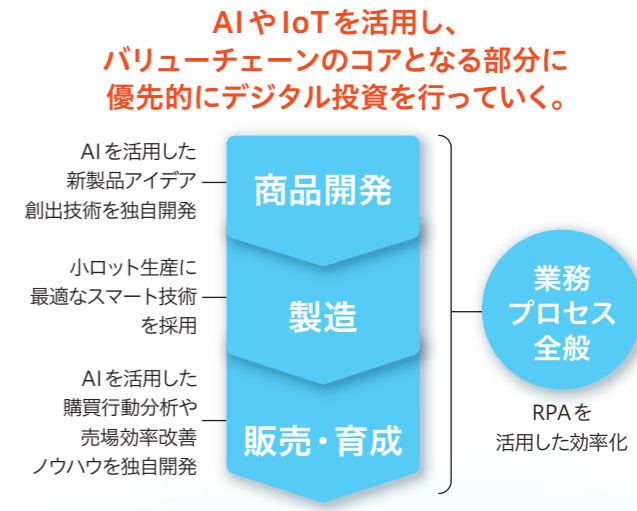 AIやIoTを活用し、
バリューチェーンのコアとなる部分に
優先的にデジタル投資を行っていく。
AIを活用した
新製品アイデア
創出技術を独自開発
商品開発
小ロット生産に
最適なスマート技術
を採用
製造
AIを活用した
購買行動分析や
売場効率改善
ノウハウを独自開発
販売・育成
業務
プロセス
全般
RPAを
活用した効率化